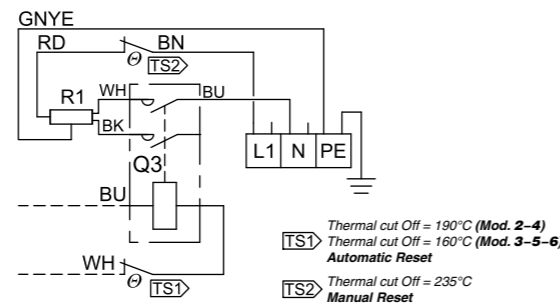 GNYE
RD
BN
Θ
TS2
R1
WH
BU
BK
L1 N PE
Q3
BU
WH
Θ
TS1
TS1
Thermal cut Off = 190°C (Mod. 2–4)
Thermal cut Off = 160°C (Mod. 3–5–6)
Automatic Reset
TS2
Thermal cut Off = 235°C
Manual Reset